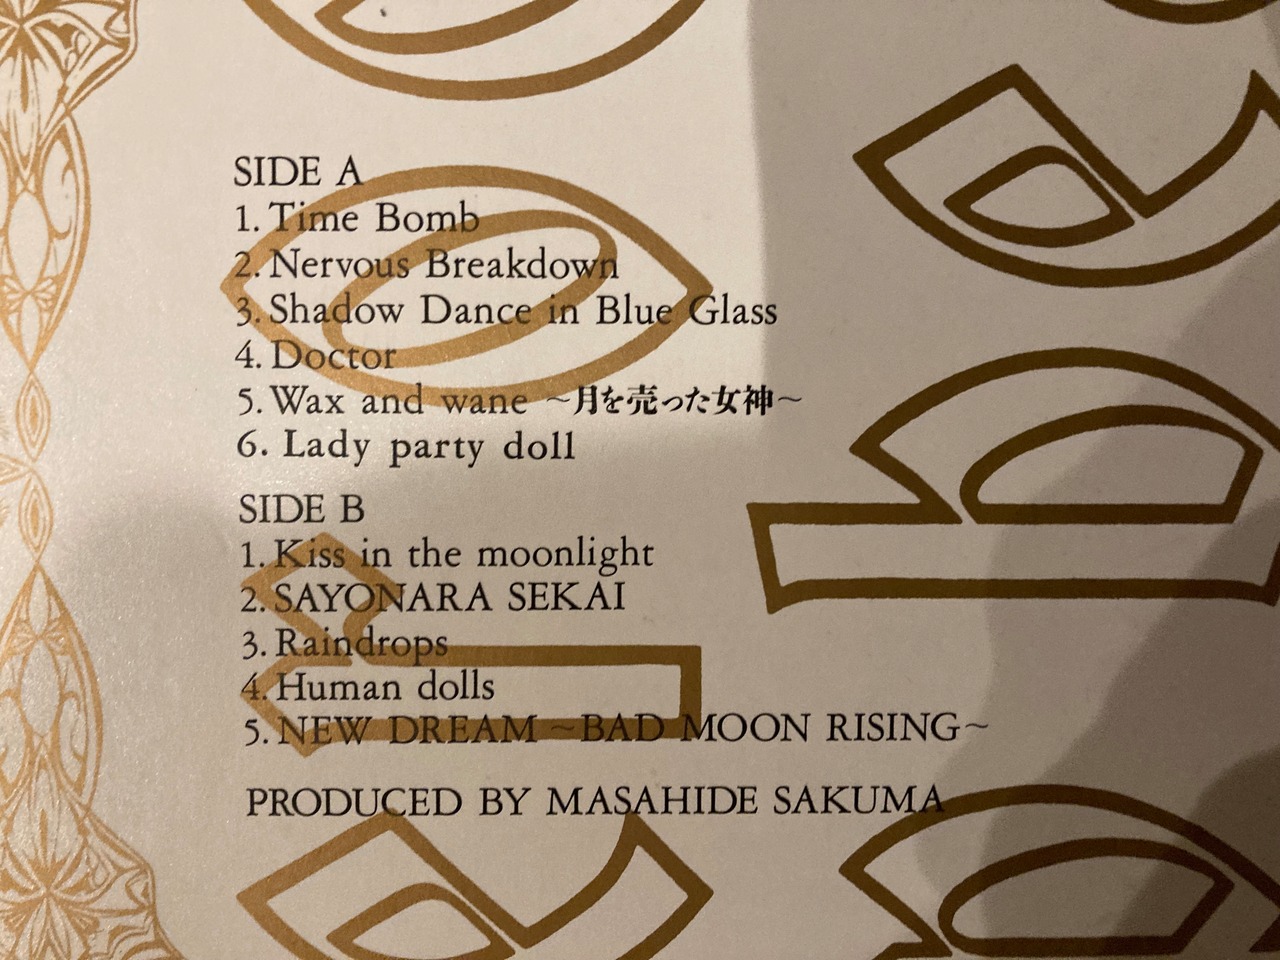 SIDE A
1. Time Bomb
2. Nervous Breakdown
3. Shadow Dance in Blue Glass
4. Doctor
5. Wax and wane ~月を売った女神~
6. Lady party doll
SIDE B
1. Kiss in the moonlight
2. SAYONARA SEKAI
3. Raindrops
4. Human dolls
5. NEW DREAM ~BAD MOON RISING~
PRODUCED BY MASAHIDE SAKUMA